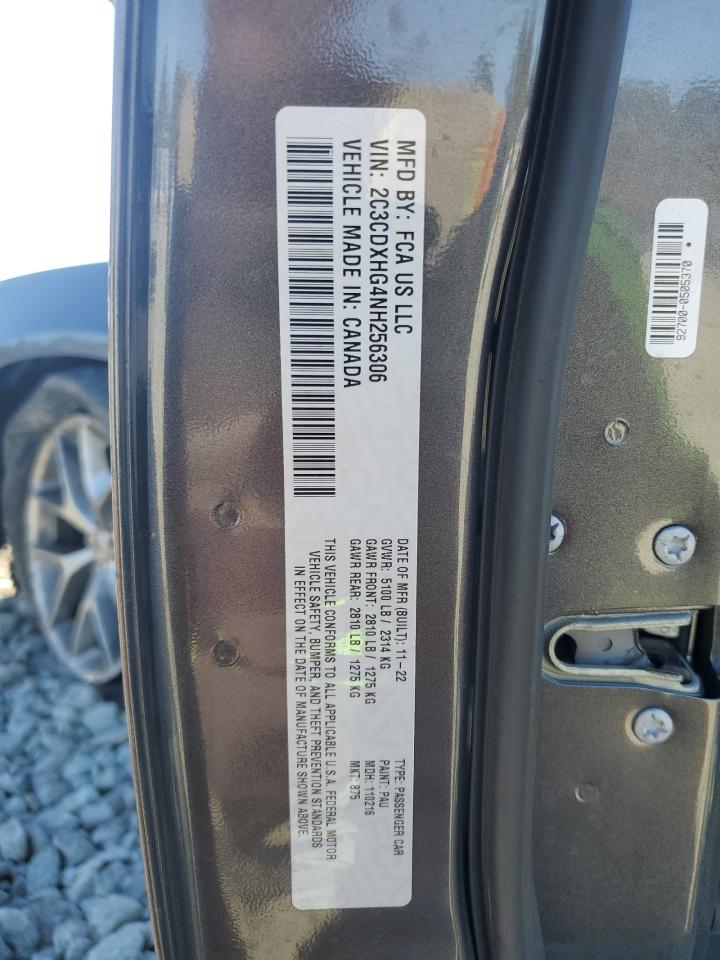 MFD BY: FCA US LLC
VIN: 2C3CDXHG4NH256306
VEHICLE MADE IN: CANADA
DATE OF MFR (BUILT): 11-22
GVWR: 5100 LB / 2314 KG
GAWR FRONT: 2810 LB/ 1275 KG
GAWR REAR: 2810 LB/ 1275 KG
TYPE: PASSENGER CAR
PAINT: PAU
MDH: 110216
MKT: 875
THIS VEHICLE CONFORMS TO ALL APPLICABLE U.S.A. FEDERAL MOTOR
VEHICLE SAFETY, BUMPER, AND THEFT PREVENTION STANDARDS
IN EFFECT ON THE DATE OF MANUFACTURE SHOWN ABOVE.
92700-05053​70